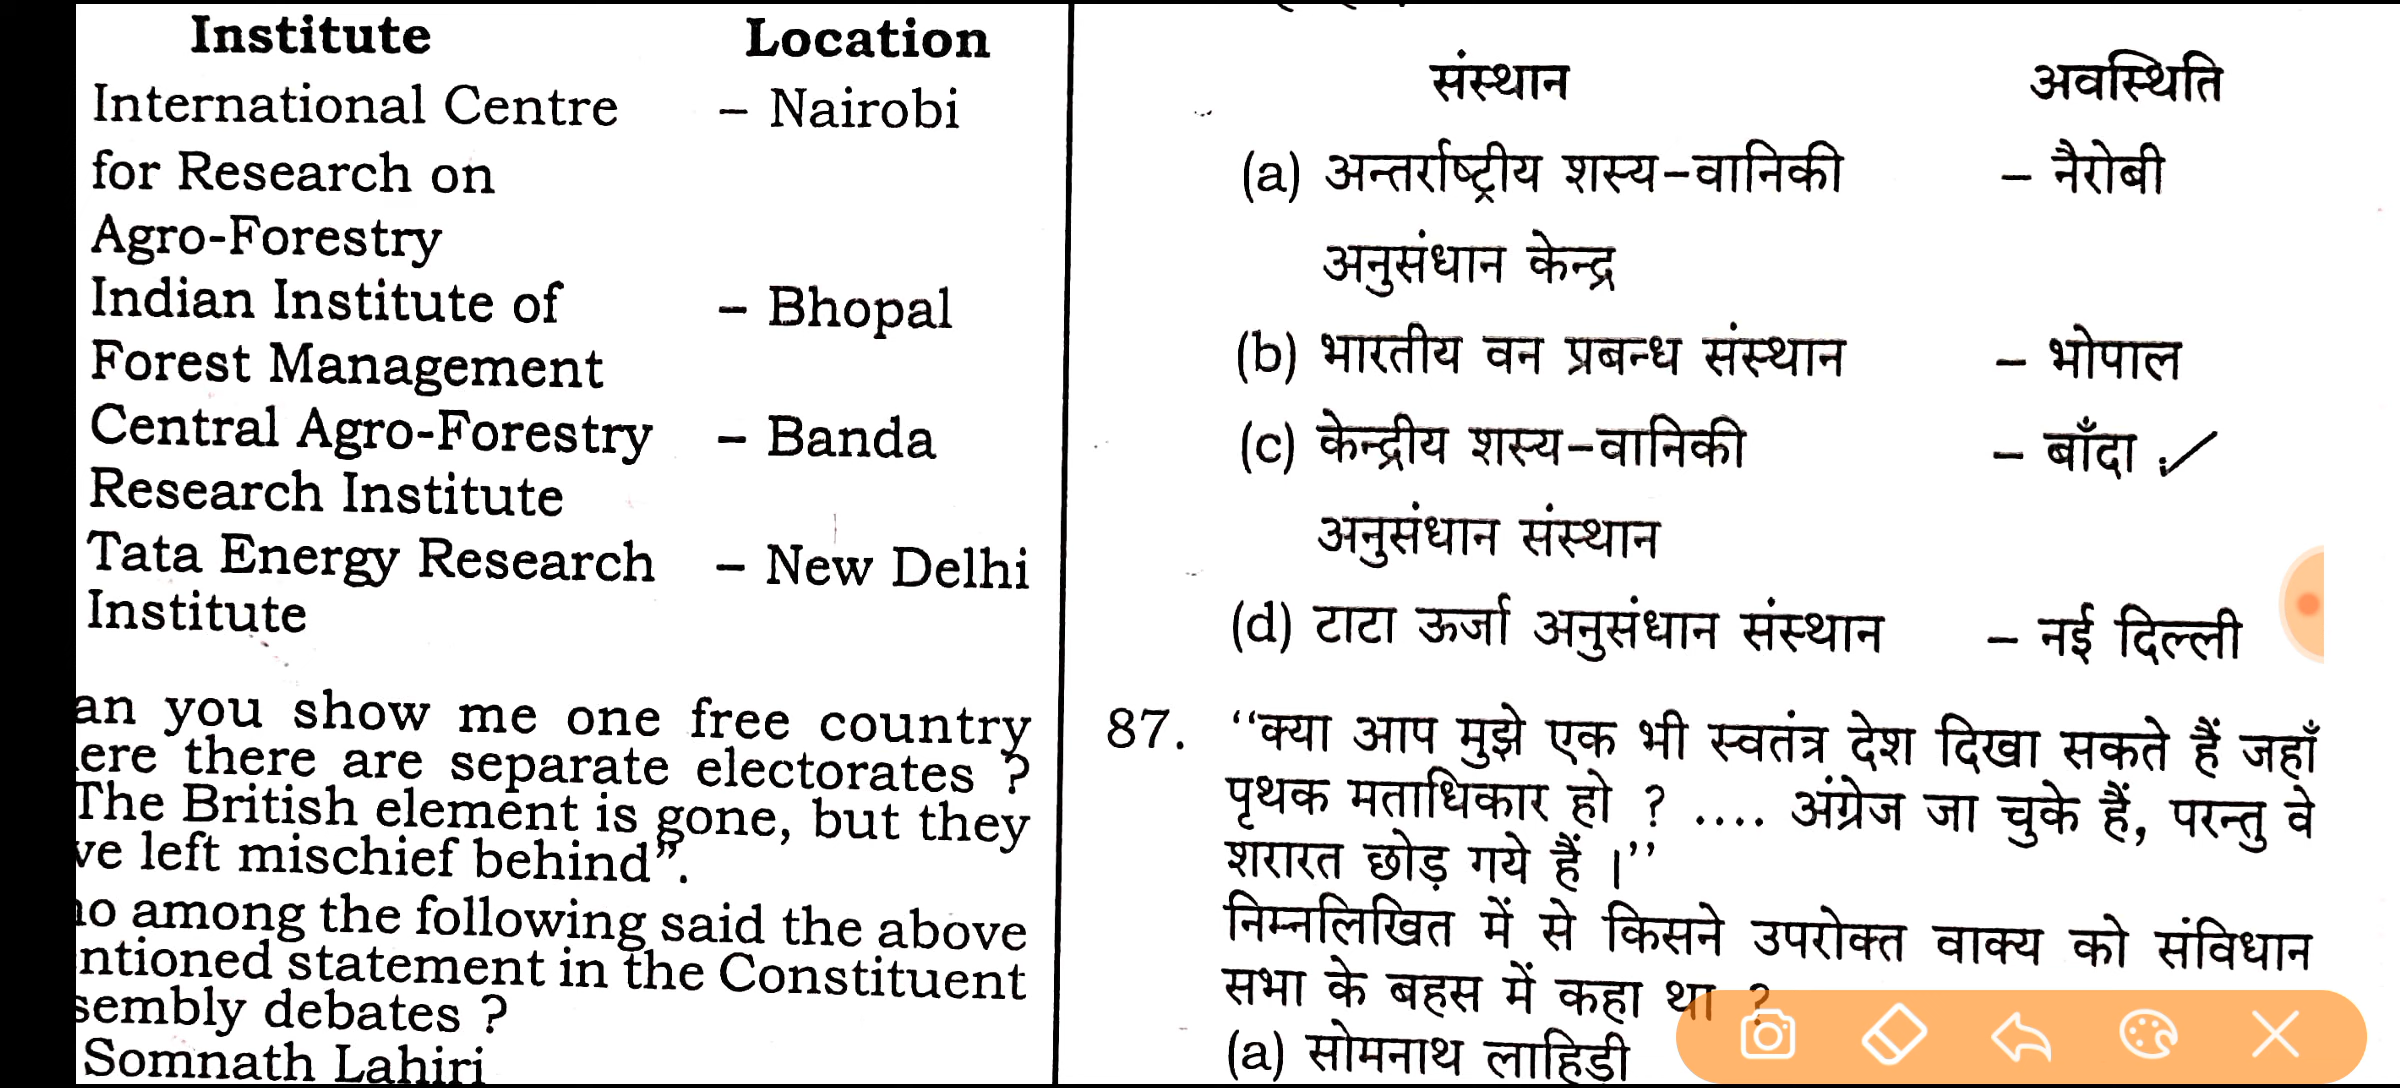 Institute Location
International Centre – Nairobi
for Research on
Agro-Forestry
Indian Institute of – Bhopal
Forest Management
Central Agro-Forestry – Banda
Research Institute
Tata Energy Research – New Delhi
Institute
an you show me one free country
ere there are separate electorates ?
The British element is gone, but they
ve left mischief behind”.
o among the following said the above
ntioned statement in the Constituent
sembly debates ?
Somnath Lahiri
संस्थान अवस्थिति
(a) अन्तर्राष्ट्रीय शस्य-वानिकी – नैरोबी
अनुसंधान केन्द्र
(b) भारतीय वन प्रबन्ध संस्थान – भोपाल
(c) केन्द्रीय शस्य-वानिकी – बाँदा ✓
अनुसंधान संस्थान
(d) टाटा ऊर्जा अनुसंधान संस्थान – नई दिल्ली
87. ‘‘क्या आप मुझे एक भी स्वतंत्र देश दिखा सकते हैं जहाँ
पृथक मताधिकार हो ? .... अंग्रेज जा चुके हैं, परन्तु वे
शरारत छोड़ गये हैं ।’’
निम्नलिखित में से किसने उपरोक्त वाक्य को संविधान
सभा के बहस में कहा था ?
(a) सोमनाथ लाहिडी